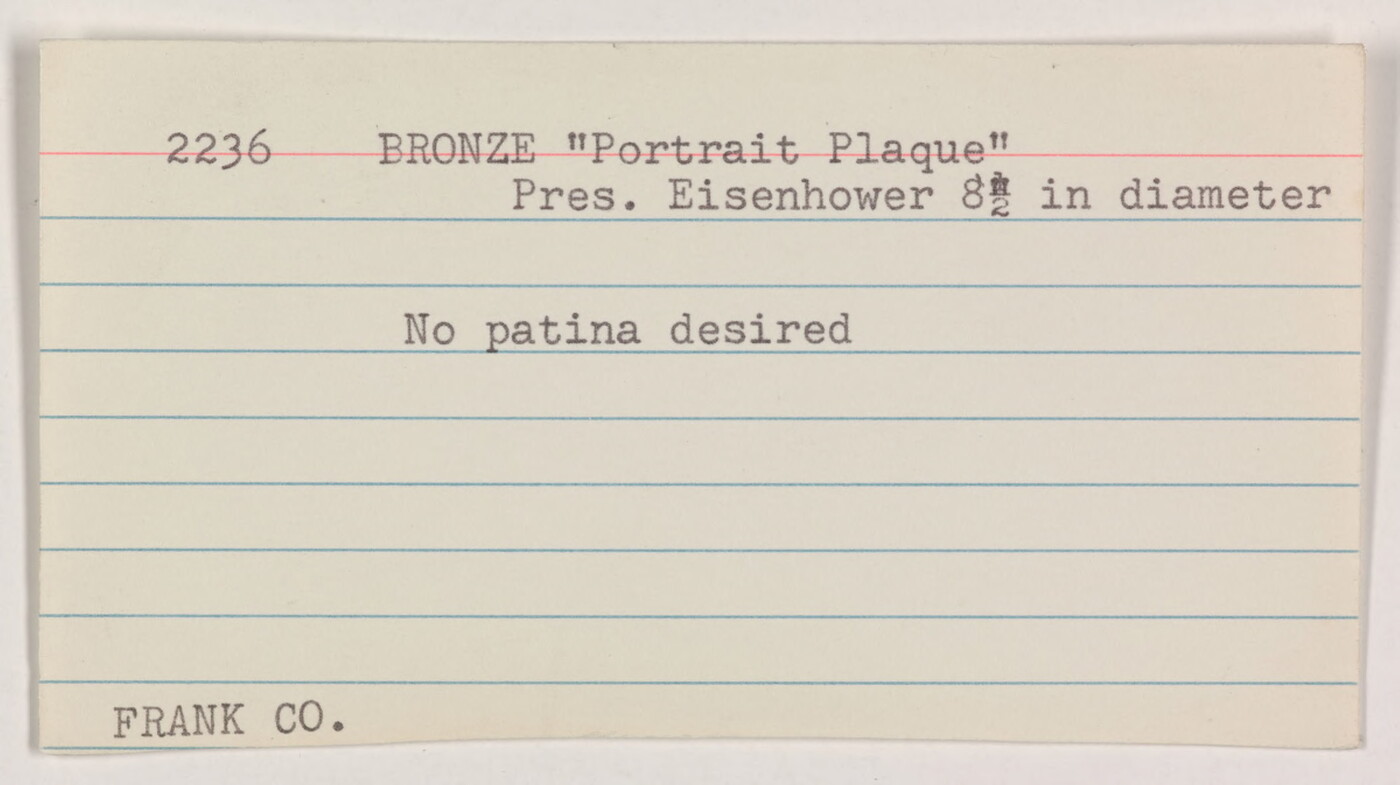 2236 BRONZE "Portrait Plaque"
Pres. Eisenhower 8½ in diameter
No patina desired
FRANK CO.